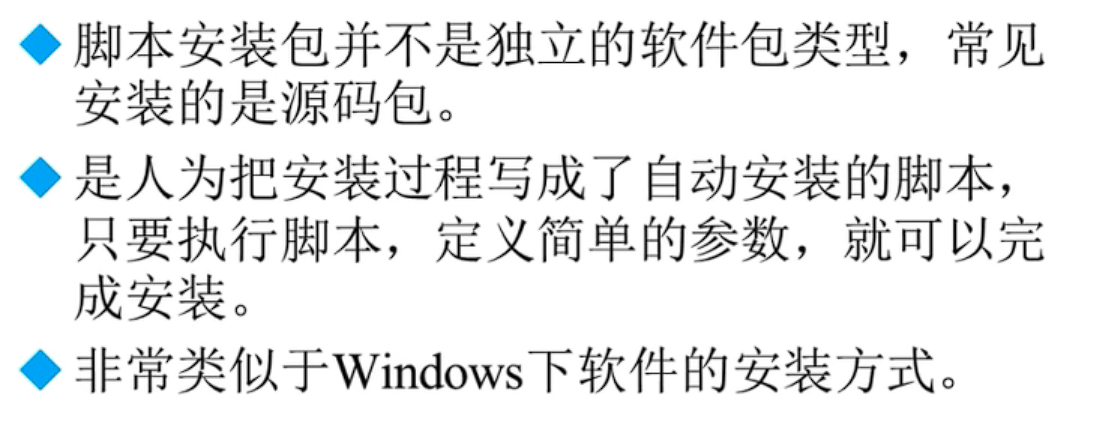 脚本安装包并不是独立的软件包类型，常见
安装的是源码包。
是人为把安装过程写成了自动安装的脚本，
只要执行脚本，定义简单的参数，就可以完
成安装。
非常类似于Windows下软件的安装方式。